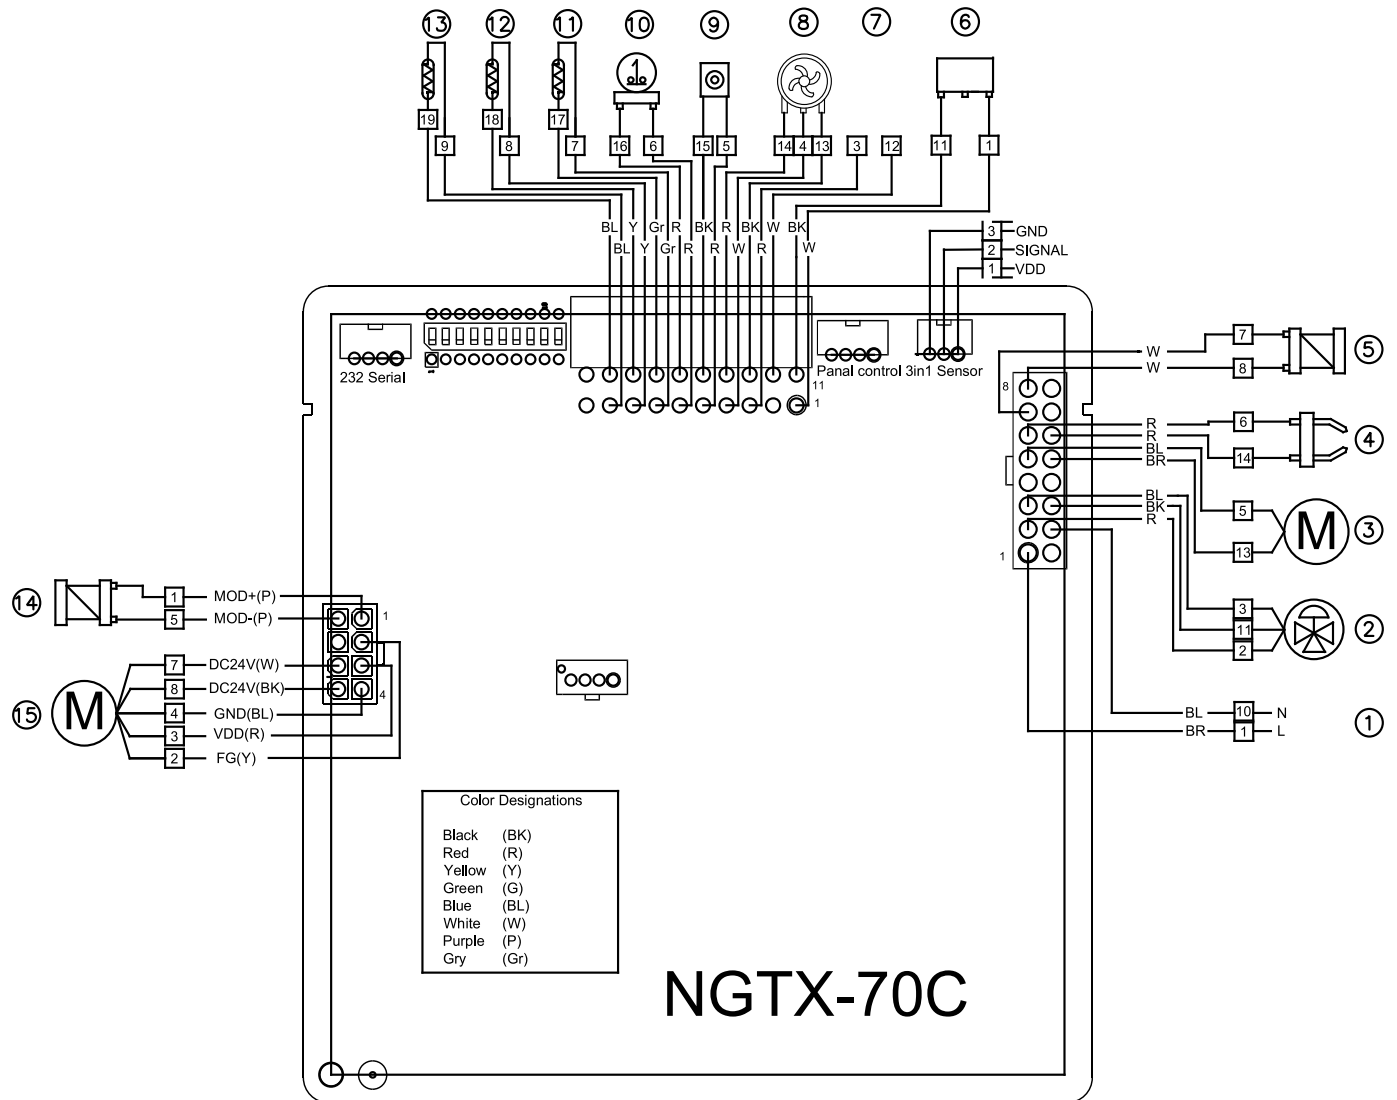 13 12 11 10 9 8 7 6
1
19 18 17
9 8 7 16 6 15 5 14 4 13 3 12 11 1
BL Y Gr R BK R BK W BK
BL Y Gr R R W R W
3 GND
2 SIGNAL
1 VDD
232 Serial
Panal control 3in1 Sensor
11
1
8
1
W 7
W 8
5
R 6
R 14
4
BL
BR
5
13
M
3
BL
BK
R
3
11
2
2
BL 10 N
BR 1 L
1
14
1 MOD+(P)
5 MOD-(P)
1
15
M
7 DC24V(W)
8 DC24V(BK)
4 GND(BL)
3 VDD(R)
2 FG(Y)
4
Color Designations
Black (BK)
Red (R)
Yellow (Y)
Green (G)
Blue (BL)
White (W)
Purple (P)
Gry (Gr)
NGTX-70C